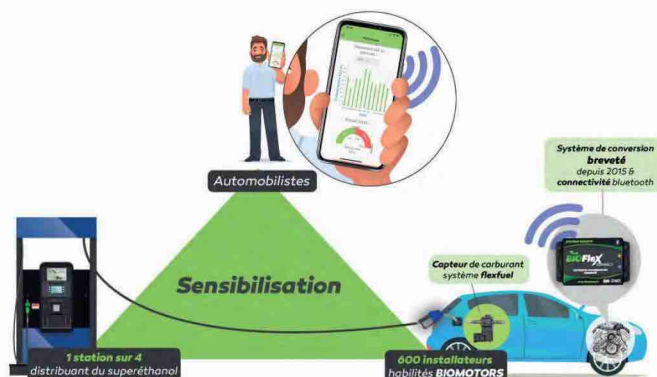 Automobilistes
Système de conversion
breveté
depuis 2015 &
connectivité bluetooth
BIOFlex
Capteur de carburant
système flexfuel
Sensibilisation
1 station sur 4
distribuant du superéthanol
600 installateurs
habilités BIOMOTORS